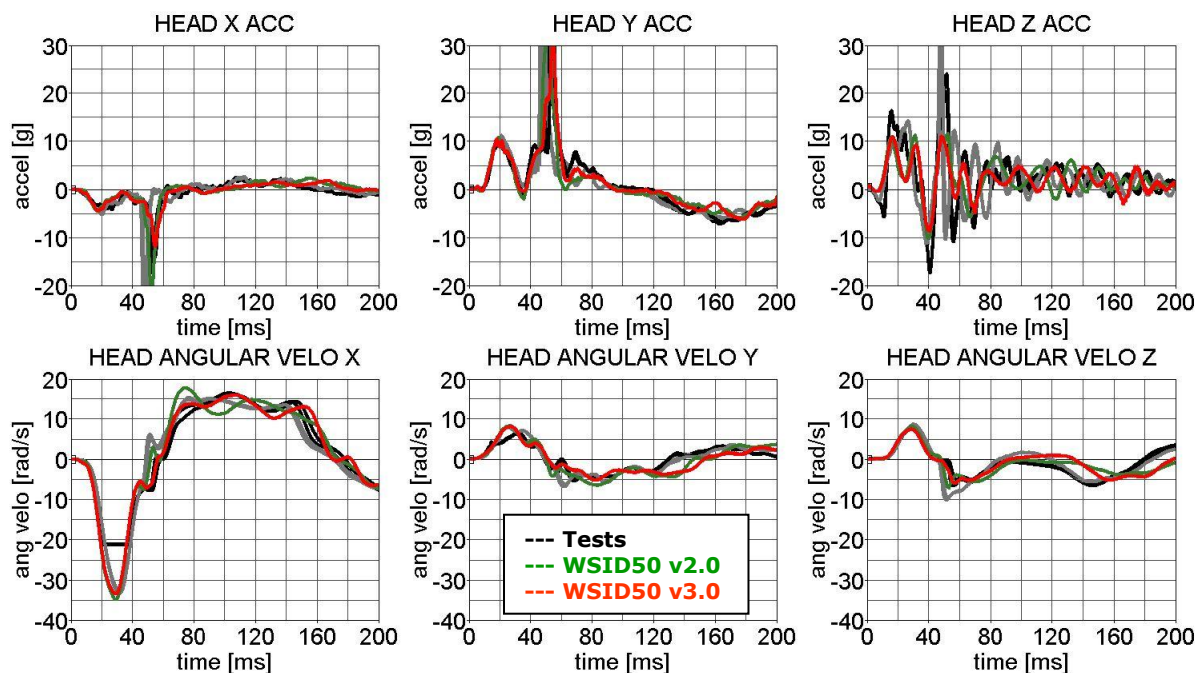 HEAD X ACC
accel [g]
30
20
10
0
-10
-20
0 40 80 120 160 200
time [ms]
HEAD Y ACC
accel [g]
30
20
10
0
-10
-20
0 40 80 120 160 200
time [ms]
HEAD Z ACC
accel [g]
30
20
10
0
-10
-20
0 40 80 120 160 200
time [ms]
HEAD ANGULAR VELO X
ang velo [rad/s]
20
10
0
-10
-20
-30
-40
0 40 80 120 160 200
time [ms]
HEAD ANGULAR VELO Y
ang velo [rad/s]
20
10
0
-10
-20
-30
-40
0 40 80 120 160 200
time [ms]
--- Tests
--- WSID50 v2.0
--- WSID50 v3.0
HEAD ANGULAR VELO Z
ang velo [rad/s]
20
10
0
-10
-20
-30
-40
0 40 80 120 160 200
time [ms]